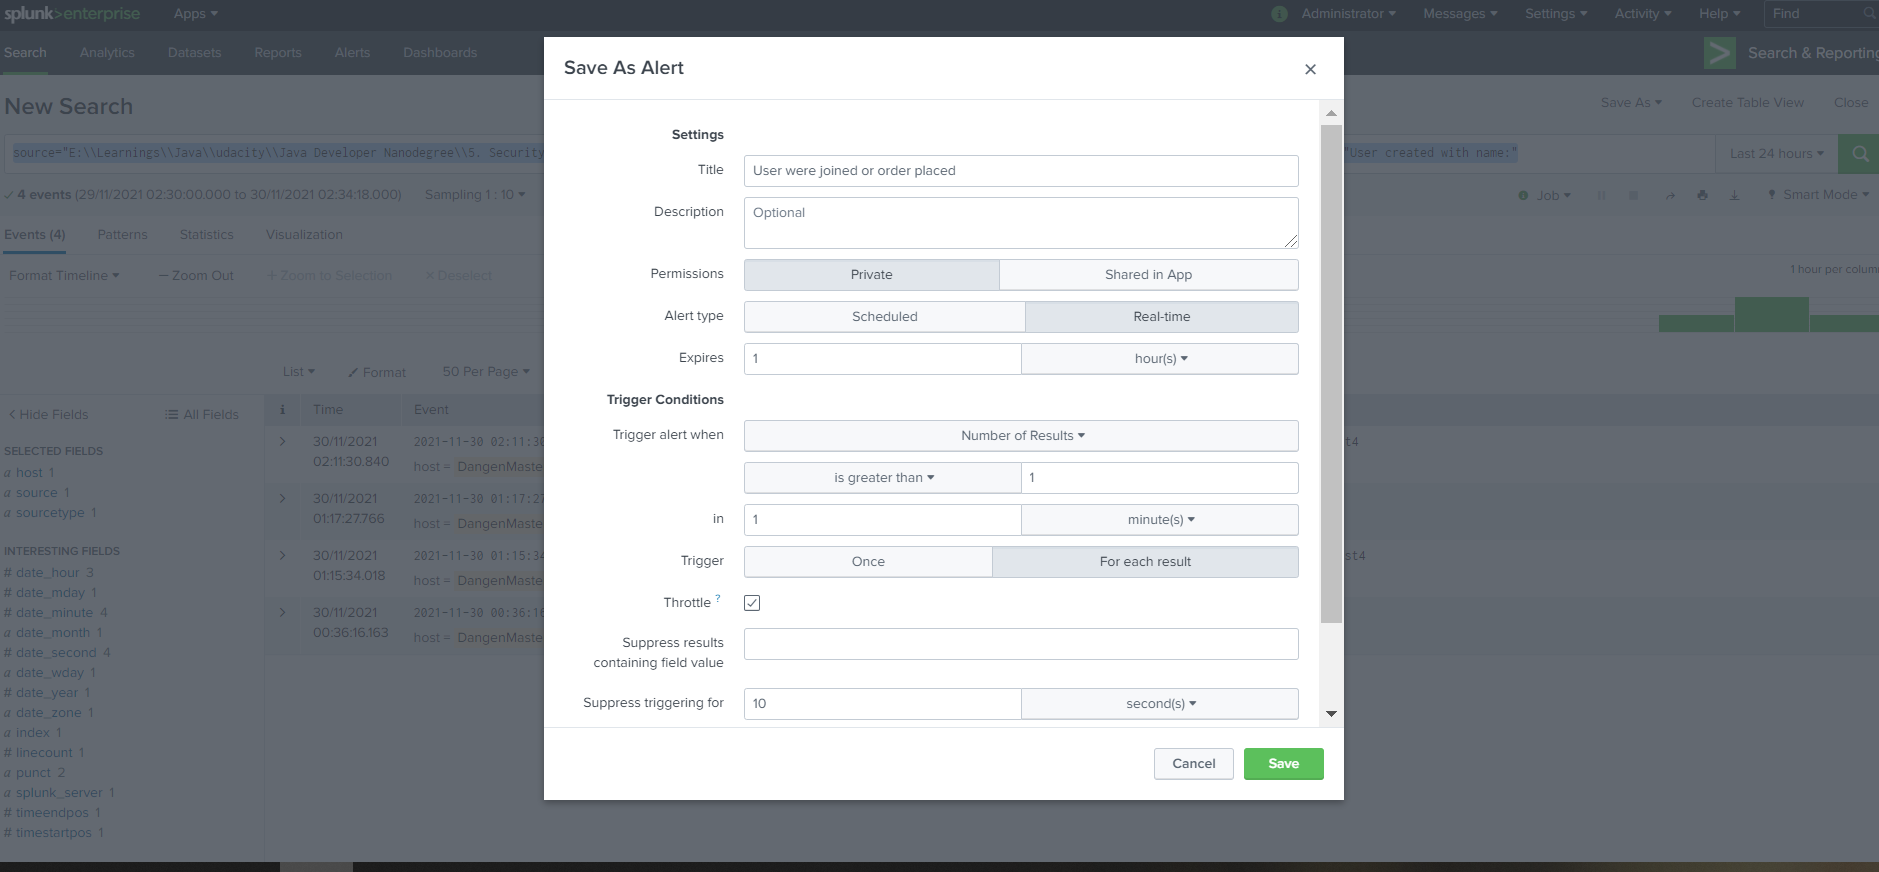 splunk>enterprise Apps Administrator Messages Settings Activity Help Find
Search Analytics Datasets Reports Alerts Dashboards Search & Reporting
New Search Save As Create Table View Close
source="E:\\Learnings\\Java\\udacity\\Java Developer Nanodegree\\5. Security "User created with name:" Last 24 hours
4 events (29/11/2021 02:30:00.000 to 30/11/2021 02:34:18.000) Sampling 1 : 10 Job Smart Mode
Events (4) Patterns Statistics Visualization
Format Timeline — Zoom Out + Zoom to Selection × Deselect 1 hour per colum
List Format 50 Per Page
< Hide Fields All Fields
i Time Event
SELECTED FIELDS
a host 1
a source 1
a sourcetype 1
INTERESTING FIELDS
# date_hour 3
# date_mday 1
# date_minute 4
a date_month 1
# date_second 4
a date_wday 1
# date_year 1
a date_zone 1
a index 1
# linecount 1
a punct 2
a splunk_server 1
# timeendpos 1
# timestartpos 1
> 30/11/2021 2021-11-30 02:11:30 st4
02:11:30.840 host = DangenMaste
> 30/11/2021 2021-11-30 01:17:27
01:17:27.766 host = DangenMaste
> 30/11/2021 2021-11-30 01:15:34 st4
01:15:34.018 host = DangenMaste
> 30/11/2021 2021-11-30 00:36:16
00:36:16.163 host = DangenMaste
Save As Alert ×
Settings
Title User were joined or order placed
Description Optional
Permissions Private Shared in App
Alert type Scheduled Real-time
Expires 1 hour(s)
Trigger Conditions
Trigger alert when Number of Results
is greater than 1
in 1 minute(s)
Trigger Once For each result
Throttle ?
Suppress results
containing field value
Suppress triggering for 10 second(s)
Cancel Save